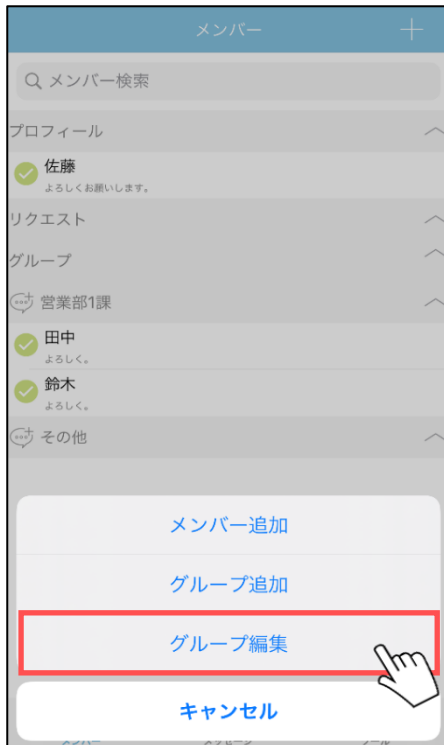 メンバー
メンバー検索
プロフィール
佐藤
よろしくお願いします。
リクエスト
グループ
営業部1課
田中
よろしく。
鈴木
よろしく。
その他
メンバー追加
グループ追加
グループ編集
キャンセル